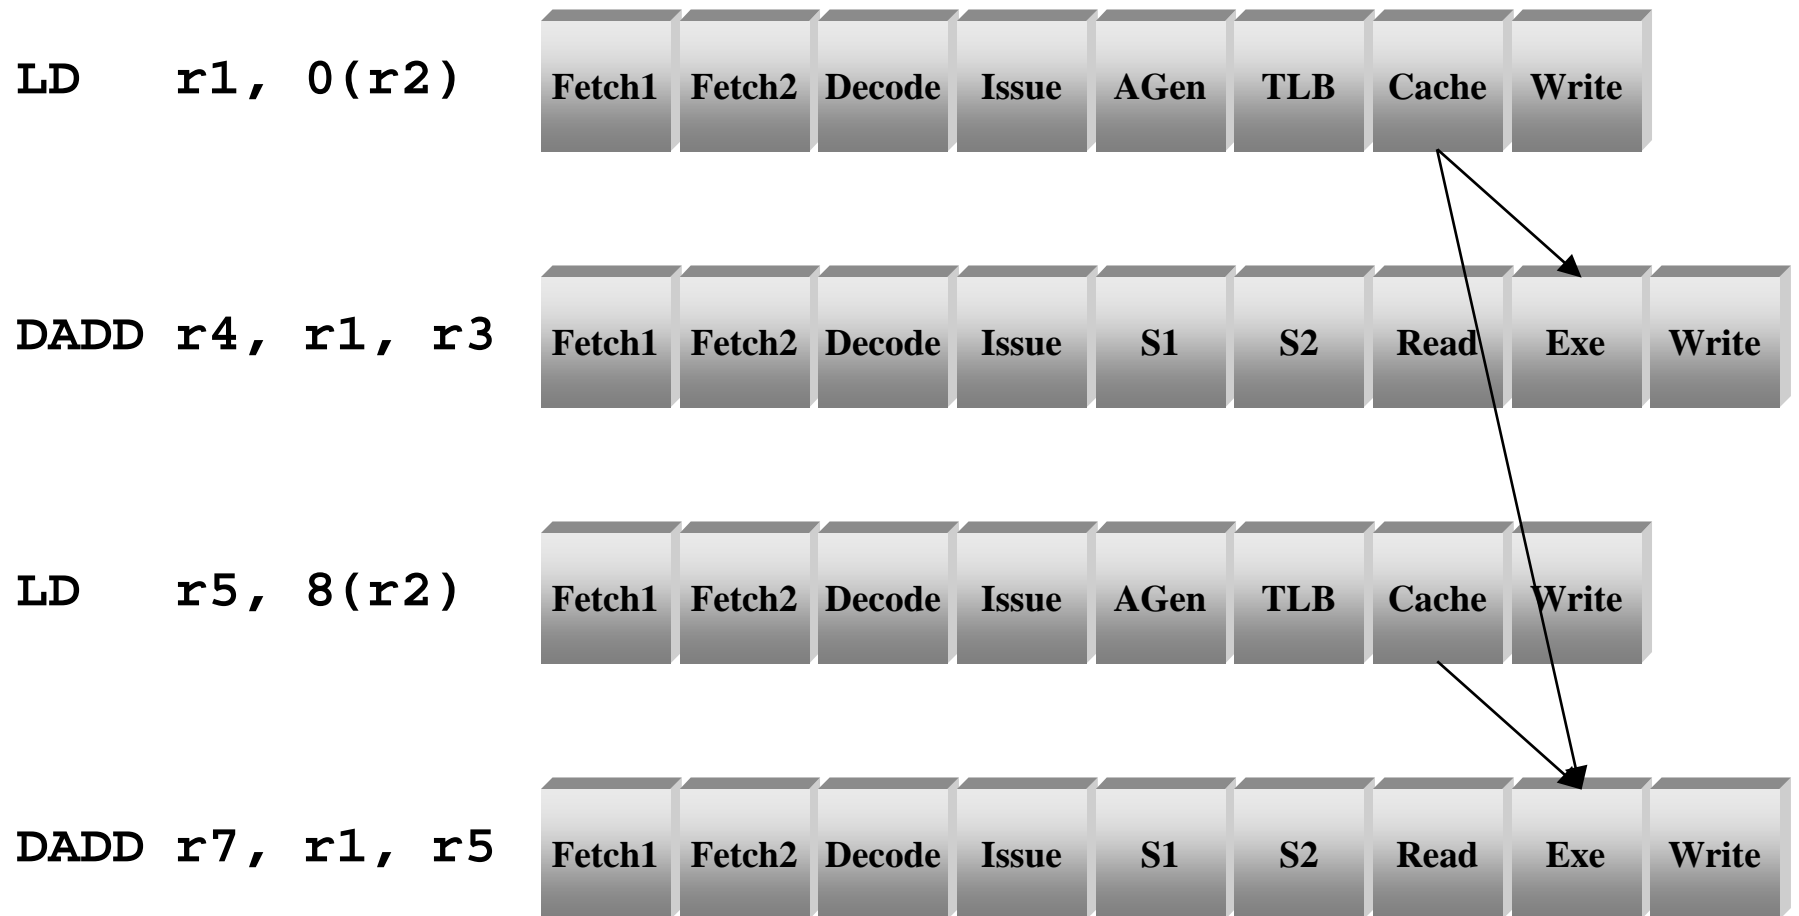 LD r1, 0(r2) Fetch1 Fetch2 Decode Issue AGen TLB Cache Write
DADD r4, r1, r3 Fetch1 Fetch2 Decode Issue S1 S2 Read Exe Write
LD r5, 8(r2) Fetch1 Fetch2 Decode Issue AGen TLB Cache Write
DADD r7, r1, r5 Fetch1 Fetch2 Decode Issue S1 S2 Read Exe Write